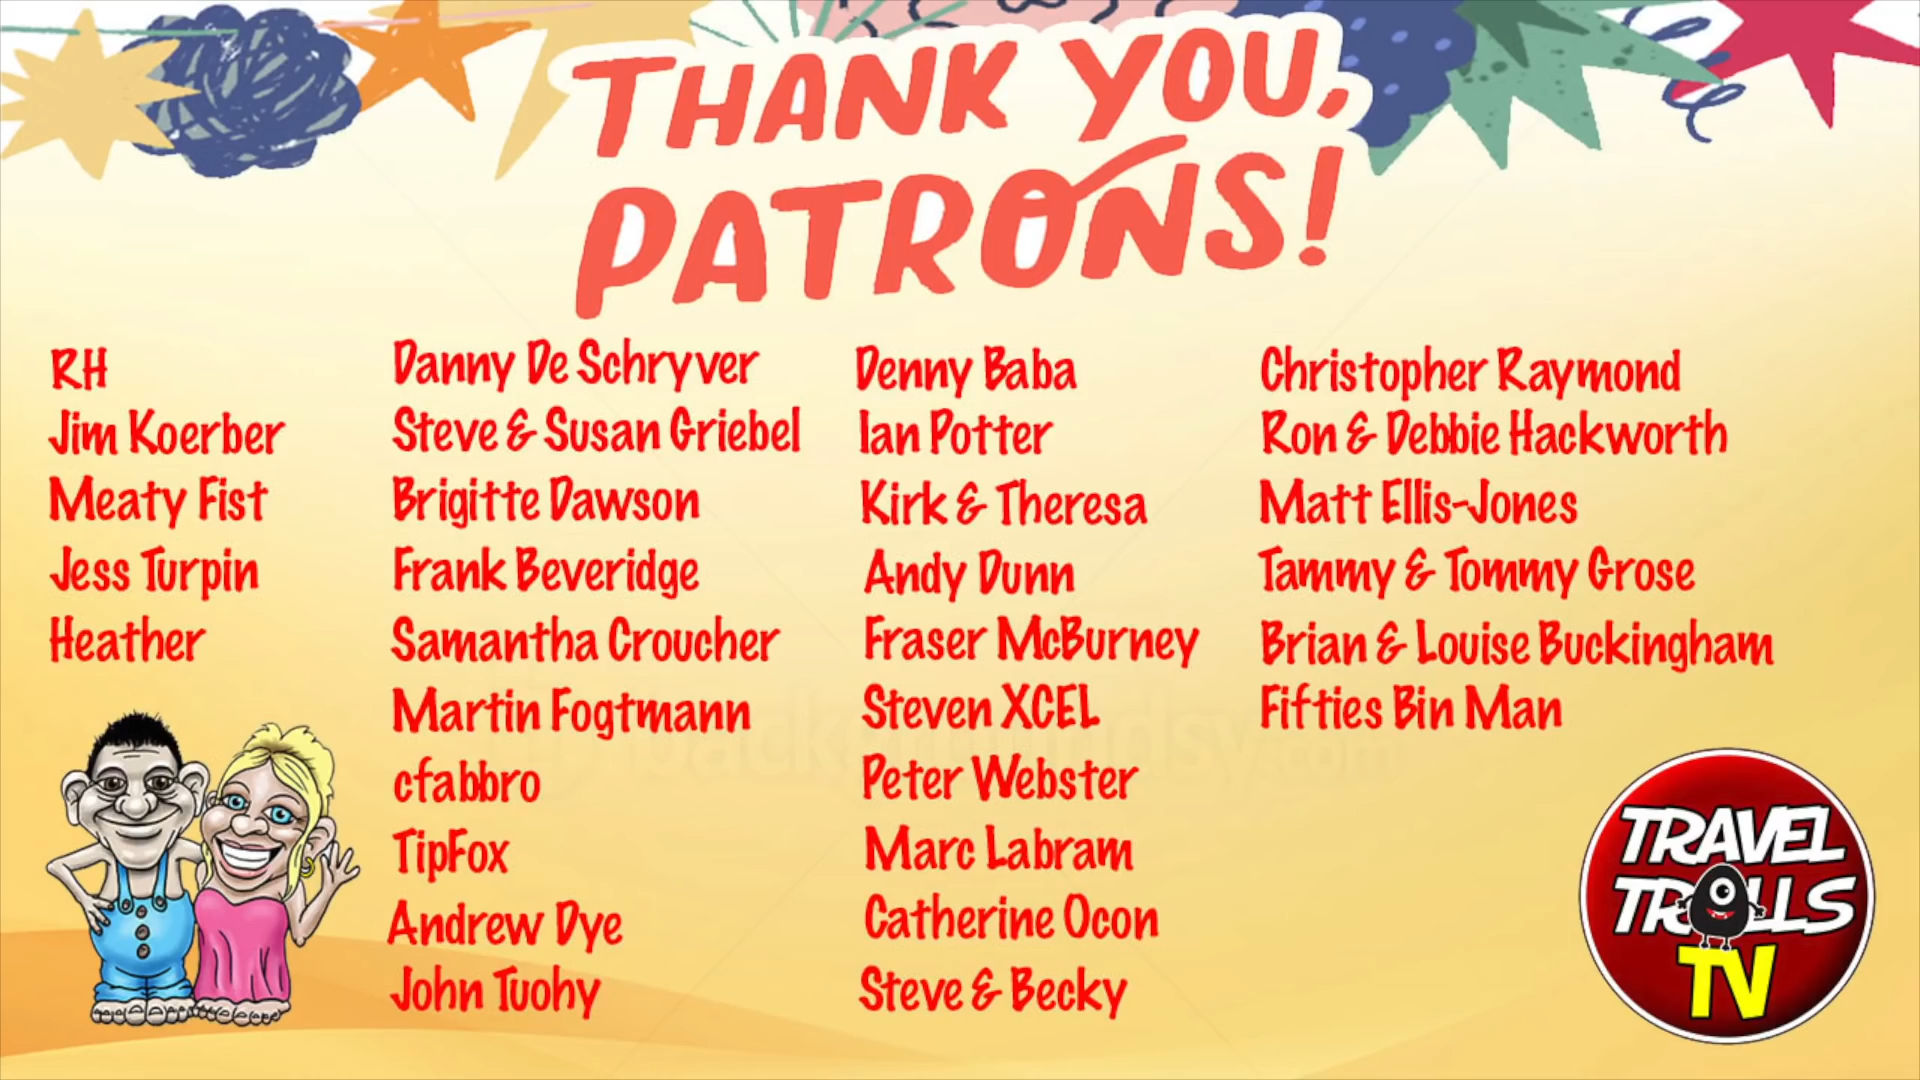 THANK YOU,
PATRONS!
RH
Jim Koerber
Meaty Fist
Jess Turpin
Heather
Danny De Schryver
Steve & Susan Griebel
Brigitte Dawson
Frank Beveridge
Samantha Croucher
Martin Fogtmann
cfabbro
TipFox
Andrew Dye
John Tuohy
Denny Baba
Ian Potter
Kirk & Theresa
Andy Dunn
Fraser McBurney
Steven XCEL
Peter Webster
Marc Labram
Catherine Ocon
Steve & Becky
Christopher Raymond
Ron & Debbie Hackworth
Matt Ellis-Jones
Tammy & Tommy Grose
Brian & Louise Buckingham
Fifties Bin Man
TRAVEL
TROLLS
TV